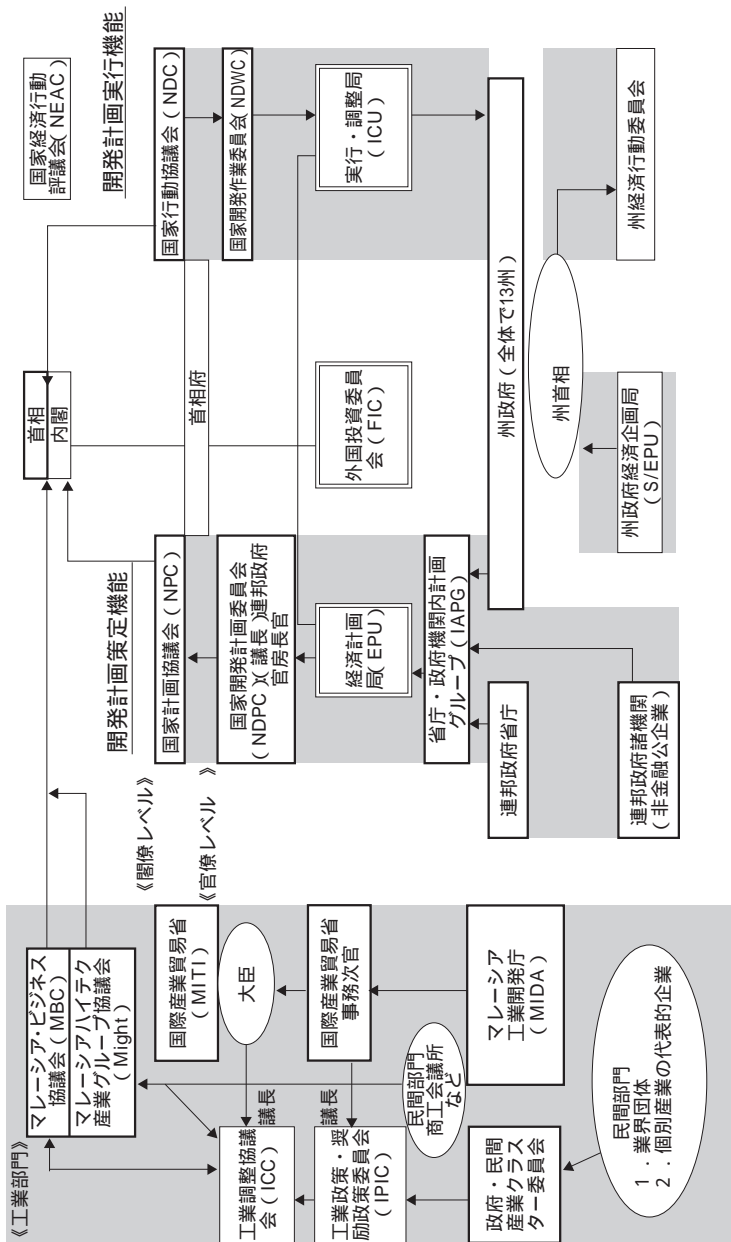 《工業部門》
マレーシア・ビジネス
協議会（MBC）
マレーシアハイテク
産業グループ協議会
（Might）
工業調整協議
会（ICC）
議長
大臣
国際産業貿易省
（MITI）
工業政策・奨
励政策委員会
（IPIC）
議長
国際産業貿易省
事務次官
民間部門
商工会議所
など
政府・民間
産業クラス
ター委員会
マレーシア
工業開発庁
（MIDA）
民間部門
1．業界団体
2．個別産業の代表的企業
《閣僚レベル》
《官僚レベル　》
首相
内閣
国家経済行動
評議会（NEAC）
開発計画策定機能
開発計画実行機能
国家計画協議会（NPC）
首相府
国家行動協議会（NDC）
国家開発計画委員会
（NDPC）（議長）連邦政府
官房長官
国家開発作業委員会（NDWC）
経済計画
局（EPU）
外国投資委員
会（FIC）
実行・調整局
（ICU）
省庁・政府機関内計画
グループ（IAPG）
連邦政府省庁
州政府（全体で13州）
州首相
連邦政府諸機関
（非金融公企業）
州政府経済企画局
（S/EPU）
州経済行動委員会